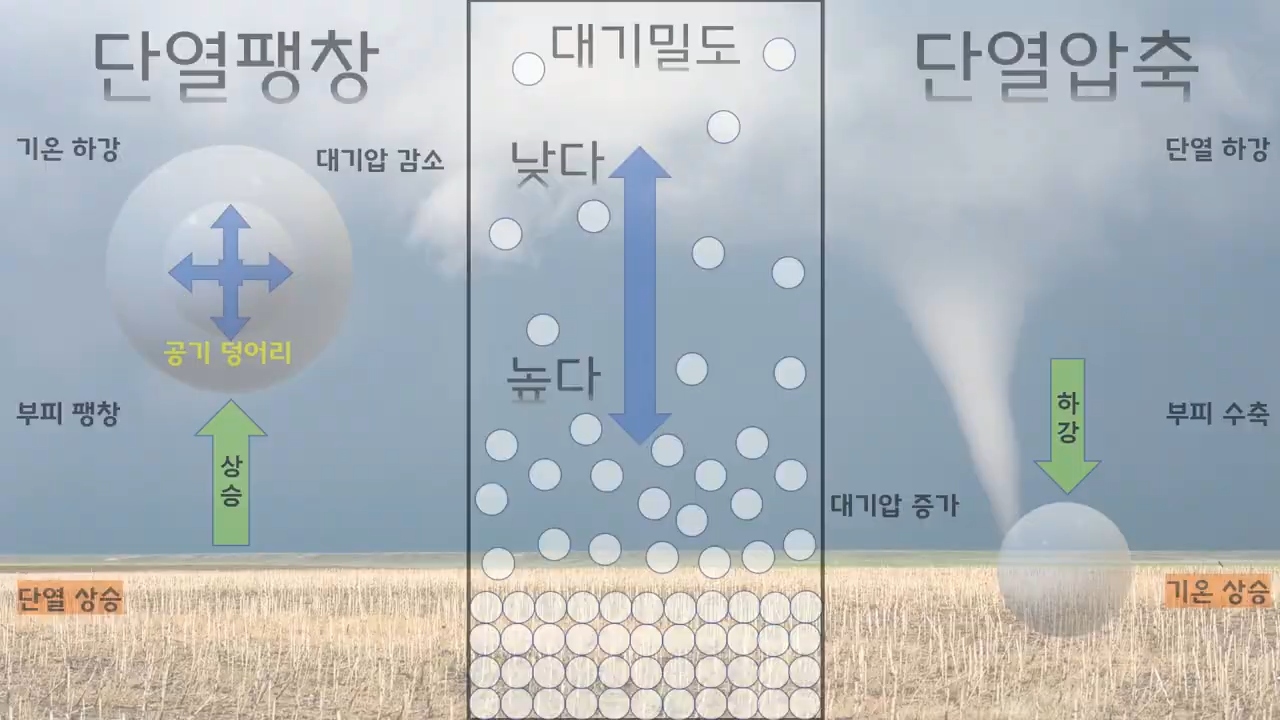 단열팽창
기온 하강
대기압 감소
공기 덩어리
부피 팽창
상승
단열 상승
대기밀도
낮다
높다
단열압축
단열 하강
하강
부피 수축
대기압 증가
기온 상승